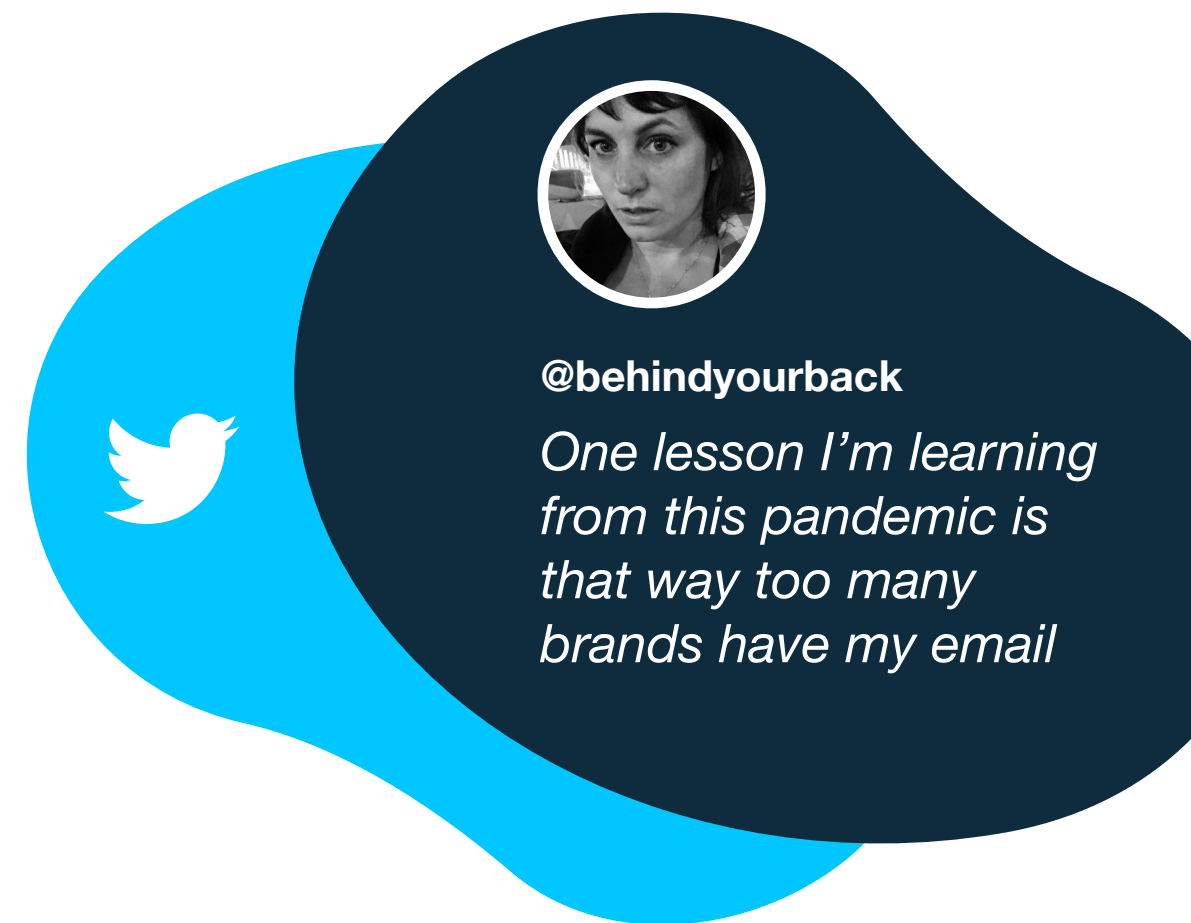 @behindyourback
One lesson I’m learning
from this pandemic is
that way too many
brands have my email